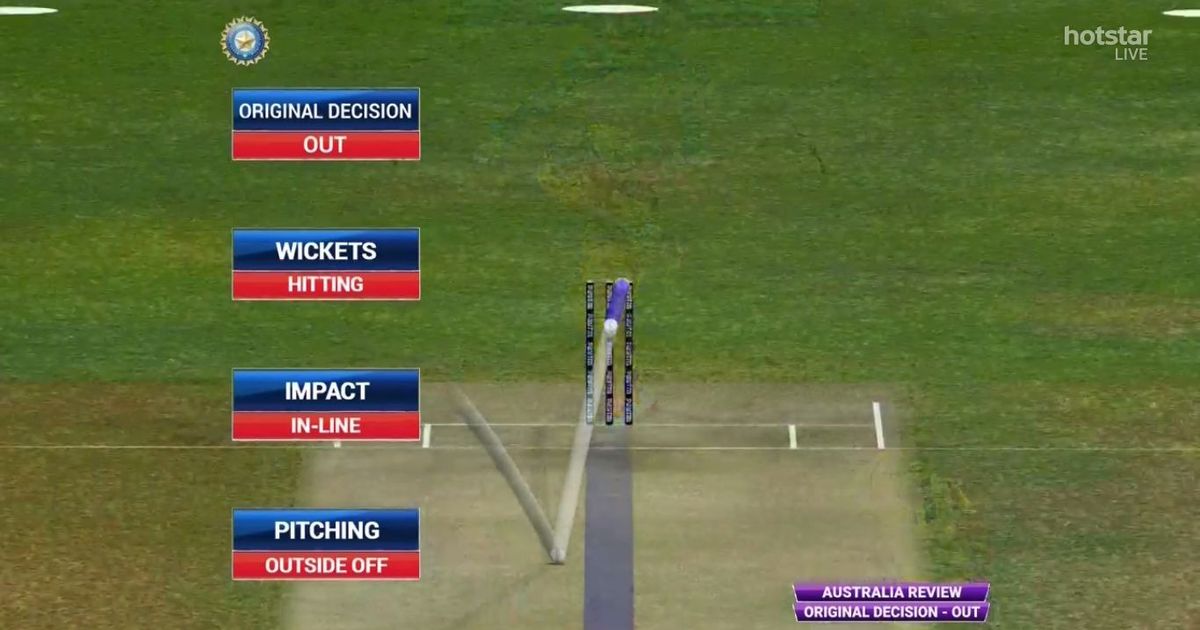 hotstar
LIVE
ORIGINAL DECISION
OUT
WICKETS
HITTING
IMPACT
IN-LINE
PITCHING
OUTSIDE OFF
AUSTRALIA REVIEW
ORIGINAL DECISION - OUT